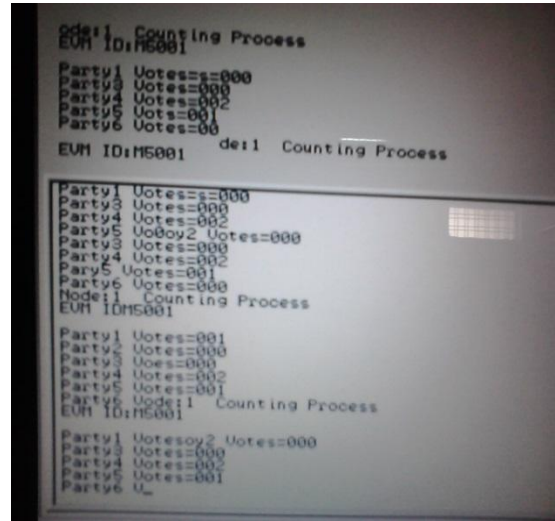 ode:1 Counting Process
EVM ID:M5001
Party1 Votes=s=000
Party3 Votes=000
Party4 Votes=002
Party5 Vots=001
Party6 Votes=00
de:1 Counting Process
EVM ID:M5001
Party1 Votes=s=000
Party3 Votes=000
Party4 Votes=002
Party5 Vo0oy2 Votes=000
Party3 Votes=000
Party4 Votes=002
Pary5 Votes=001
Party6 Votes=000
Node:1 Counting Process
EVM IDM5001
Party1 Votes=001
Party2 Votes=000
Party3 Voes=000
Party4 Votes=002
Party5 Votes=001
Party6 Vode:1 Counting Process
EVM ID:M5001
Party1 Votesoy2 Votes=000
Party3 Votes=000
Party4 Votes=002
Party5 Votes=001
Party6 V_